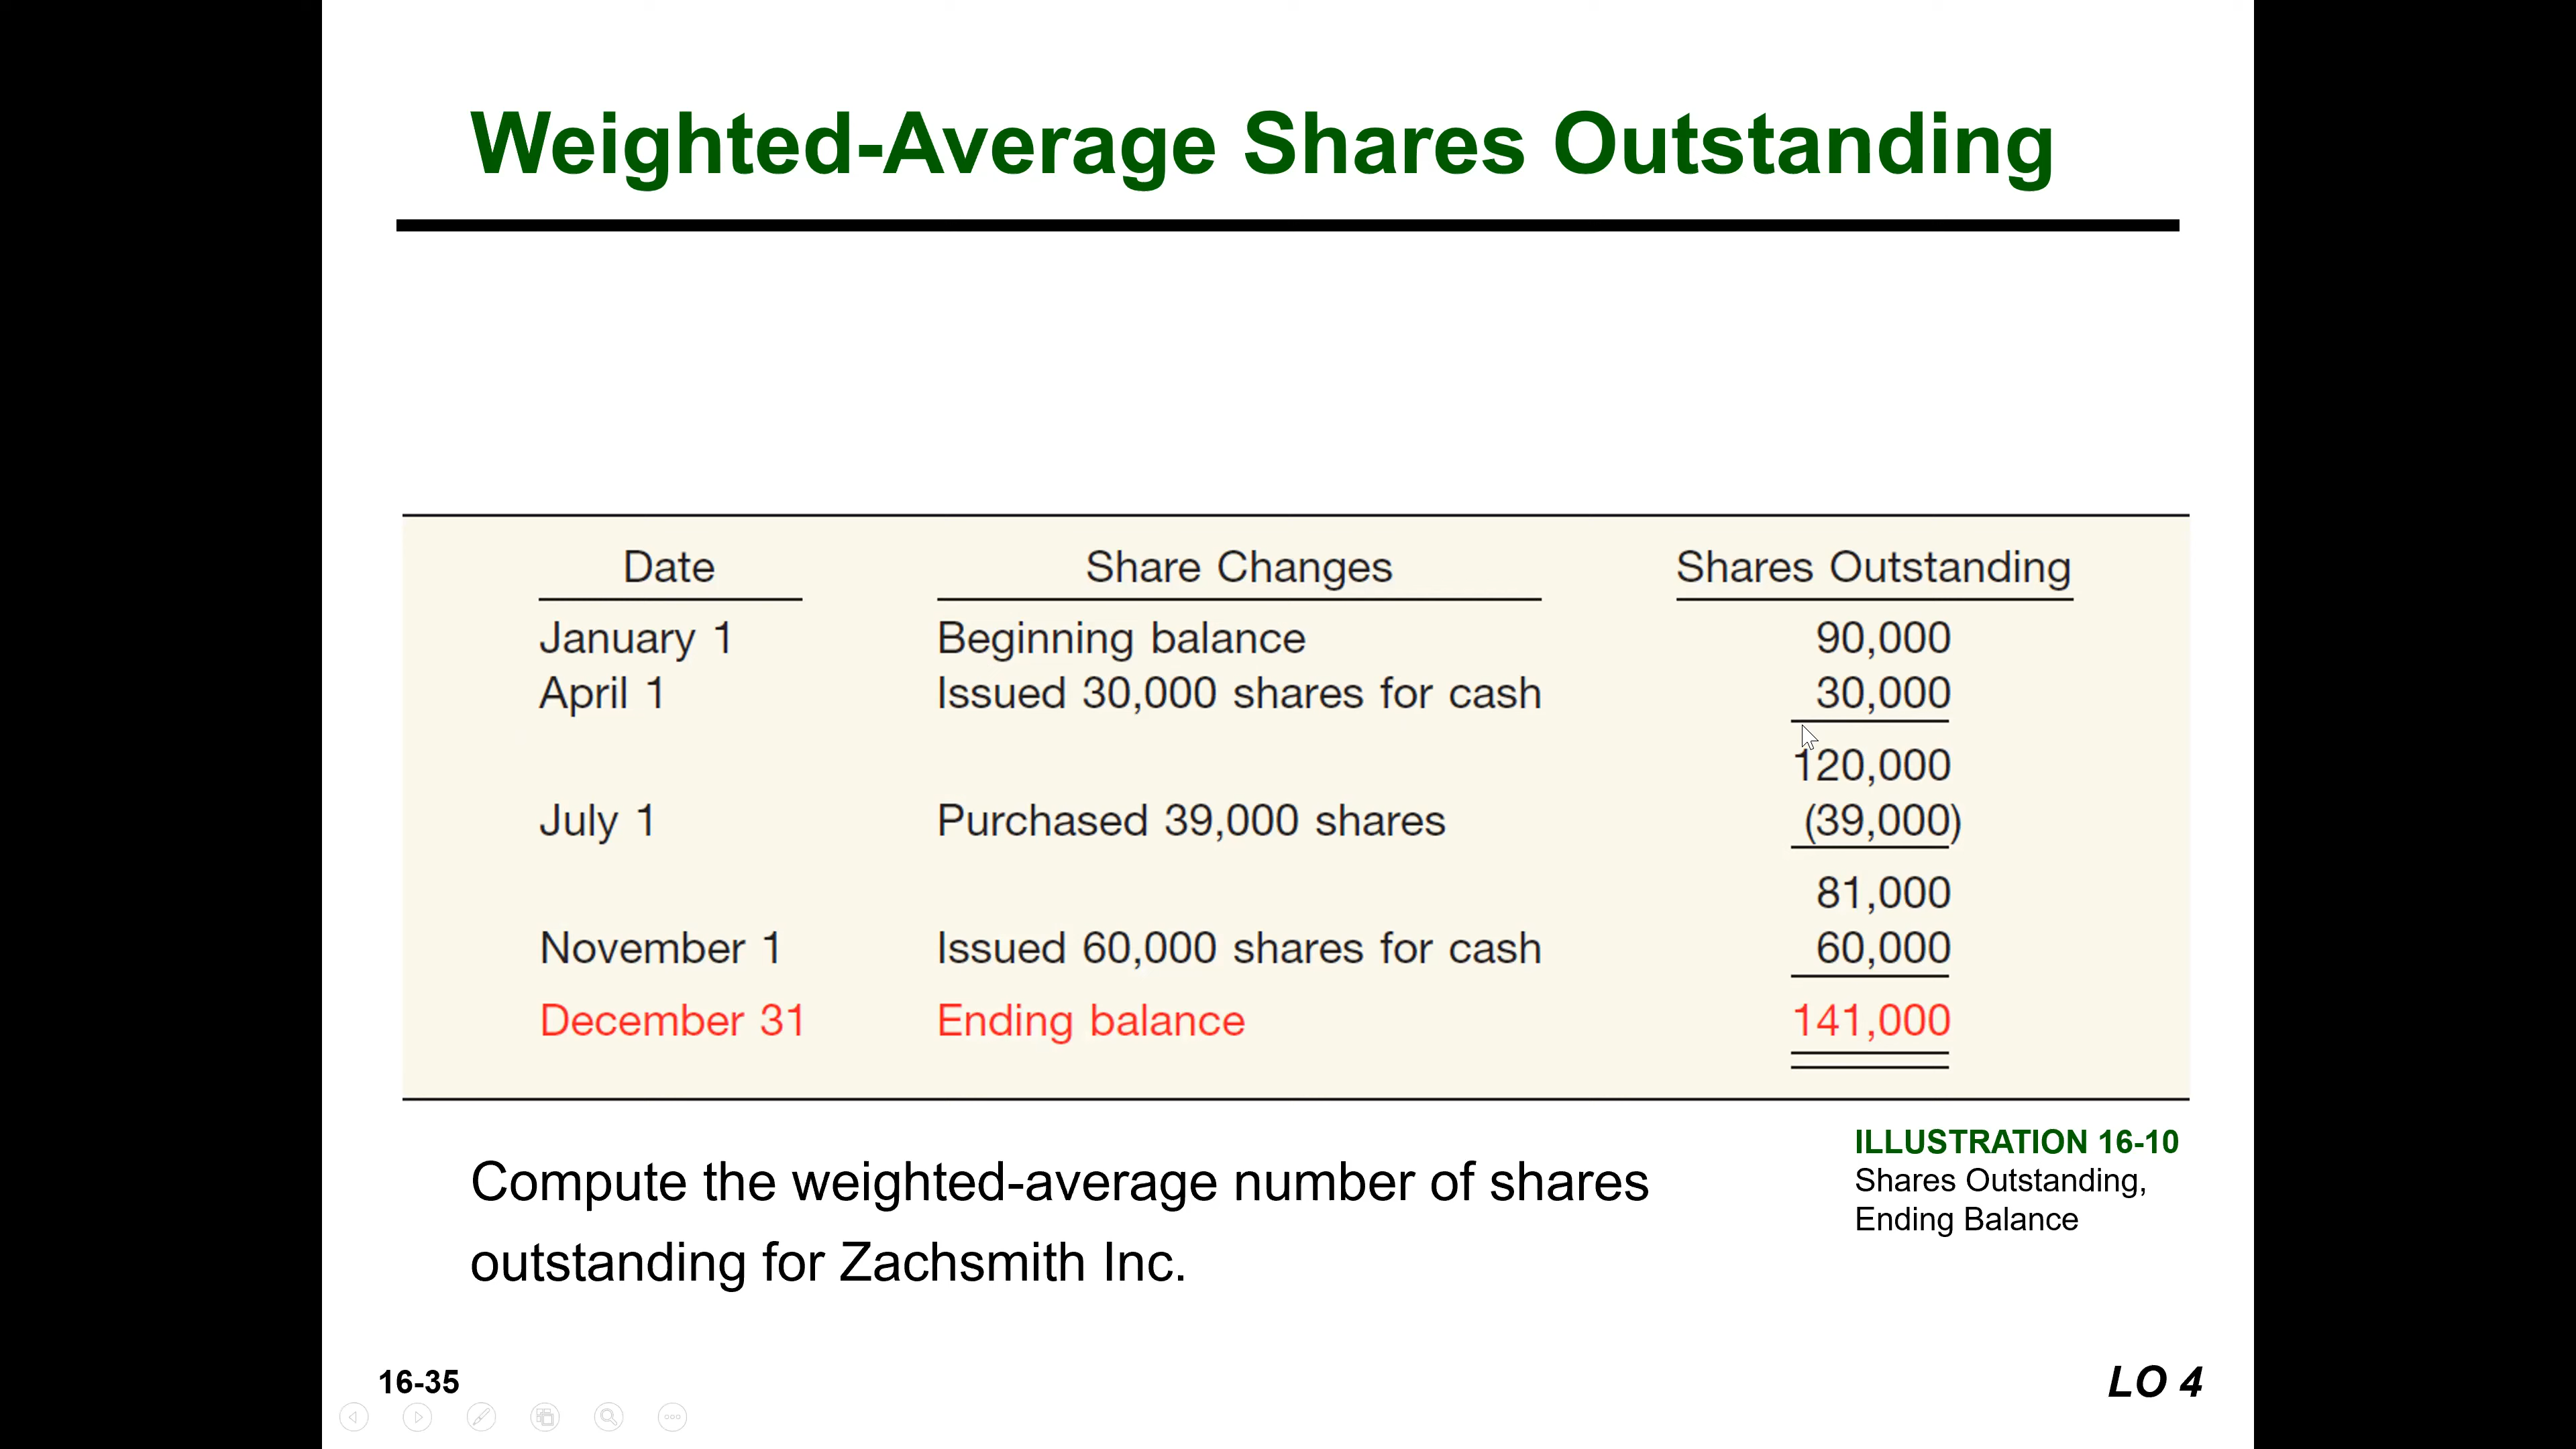 Weighted-Average Shares Outstanding
Date Share Changes Shares Outstanding
January 1 Beginning balance 90,000
April 1 Issued 30,000 shares for cash 30,000
120,000
July 1 Purchased 39,000 shares (39,000)
81,000
November 1 Issued 60,000 shares for cash 60,000
December 31 Ending balance 141,000
ILLUSTRATION 16-10
Shares Outstanding,
Ending Balance
Compute the weighted-average number of shares
outstanding for Zachsmith Inc.
16-35
LO 4